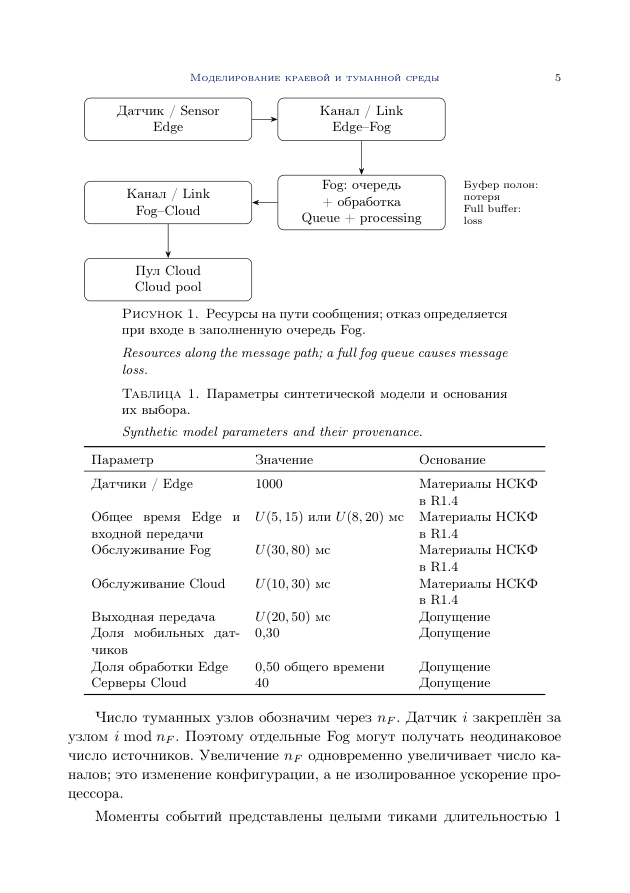 Моделирование краевой и туманной среды 5
Датчик / Sensor
Edge
Канал / Link
Edge–Fog
Канал / Link
Fog–Cloud
Fog: очередь
+ обработка
Queue + processing
Буфер полон:
потеря
Full buffer:
loss
Пул Cloud
Cloud pool
Рисунок 1. Ресурсы на пути сообщения; отказ определяется
при входе в заполненную очередь Fog.
Resources along the message path; a full fog queue causes message
loss.
Таблица 1. Параметры синтетической модели и основания
их выбора.
Synthetic model parameters and their provenance.
Параметр Значение Основание
Датчики / Edge 1000 Материалы НСКФ
в R1.4
Общее время Edge и U(5, 15) или U(8, 20) мс Материалы НСКФ
входной передачи в R1.4
Обслуживание Fog U(30, 80) мс Материалы НСКФ
в R1.4
Обслуживание Cloud U(10, 30) мс Материалы НСКФ
в R1.4
Выходная передача U(20, 50) мс Допущение
Доля мобильных дат- 0,30 Допущение
чиков
Доля обработки Edge 0,50 общего времени Допущение
Серверы Cloud 40 Допущение
Число туманных узлов обозначим через n_F. Датчик i закреплён за
узлом i mod n_F. Поэтому отдельные Fog могут получать неодинаковое
число источников. Увеличение n_F одновременно увеличивает число ка-
налов; это изменение конфигурации, а не изолированное ускорение про-
цессора.
Моменты событий представлены целыми тиками длительностью 1